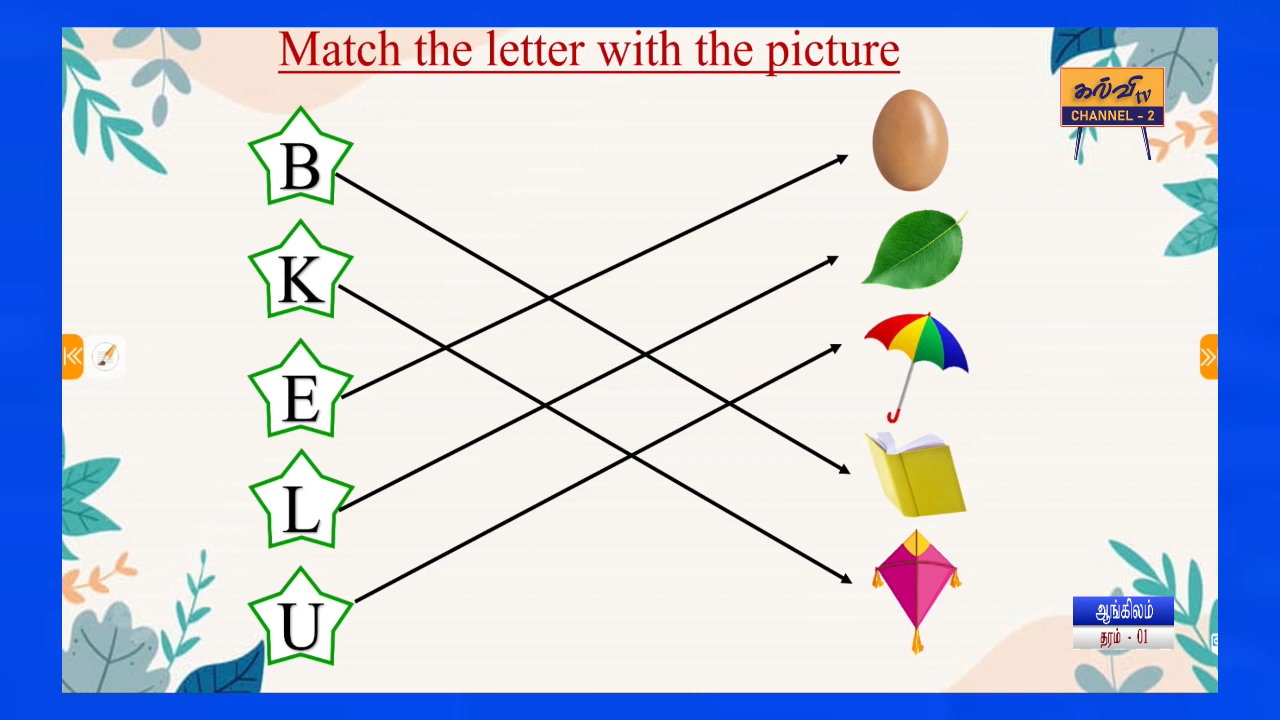 Match the letter with the picture
கல்வி tv
CHANNEL - 2
B
K
E
L
U
ஆங்கிலம்
தரம் - 01